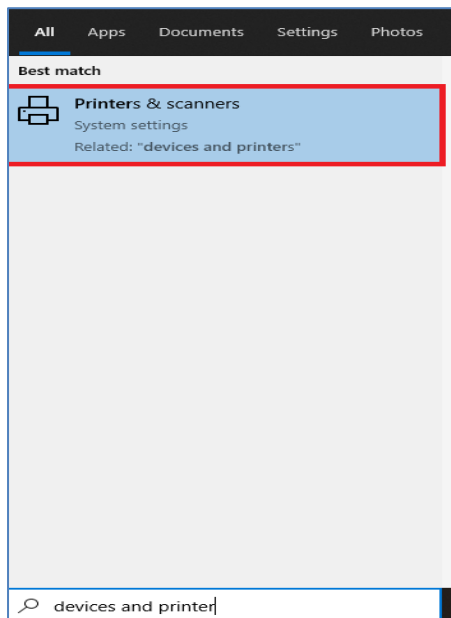 All Apps Documents Settings Photos
Best match
Printers & scanners
System settings
Related: "devices and printers"
devices and printer